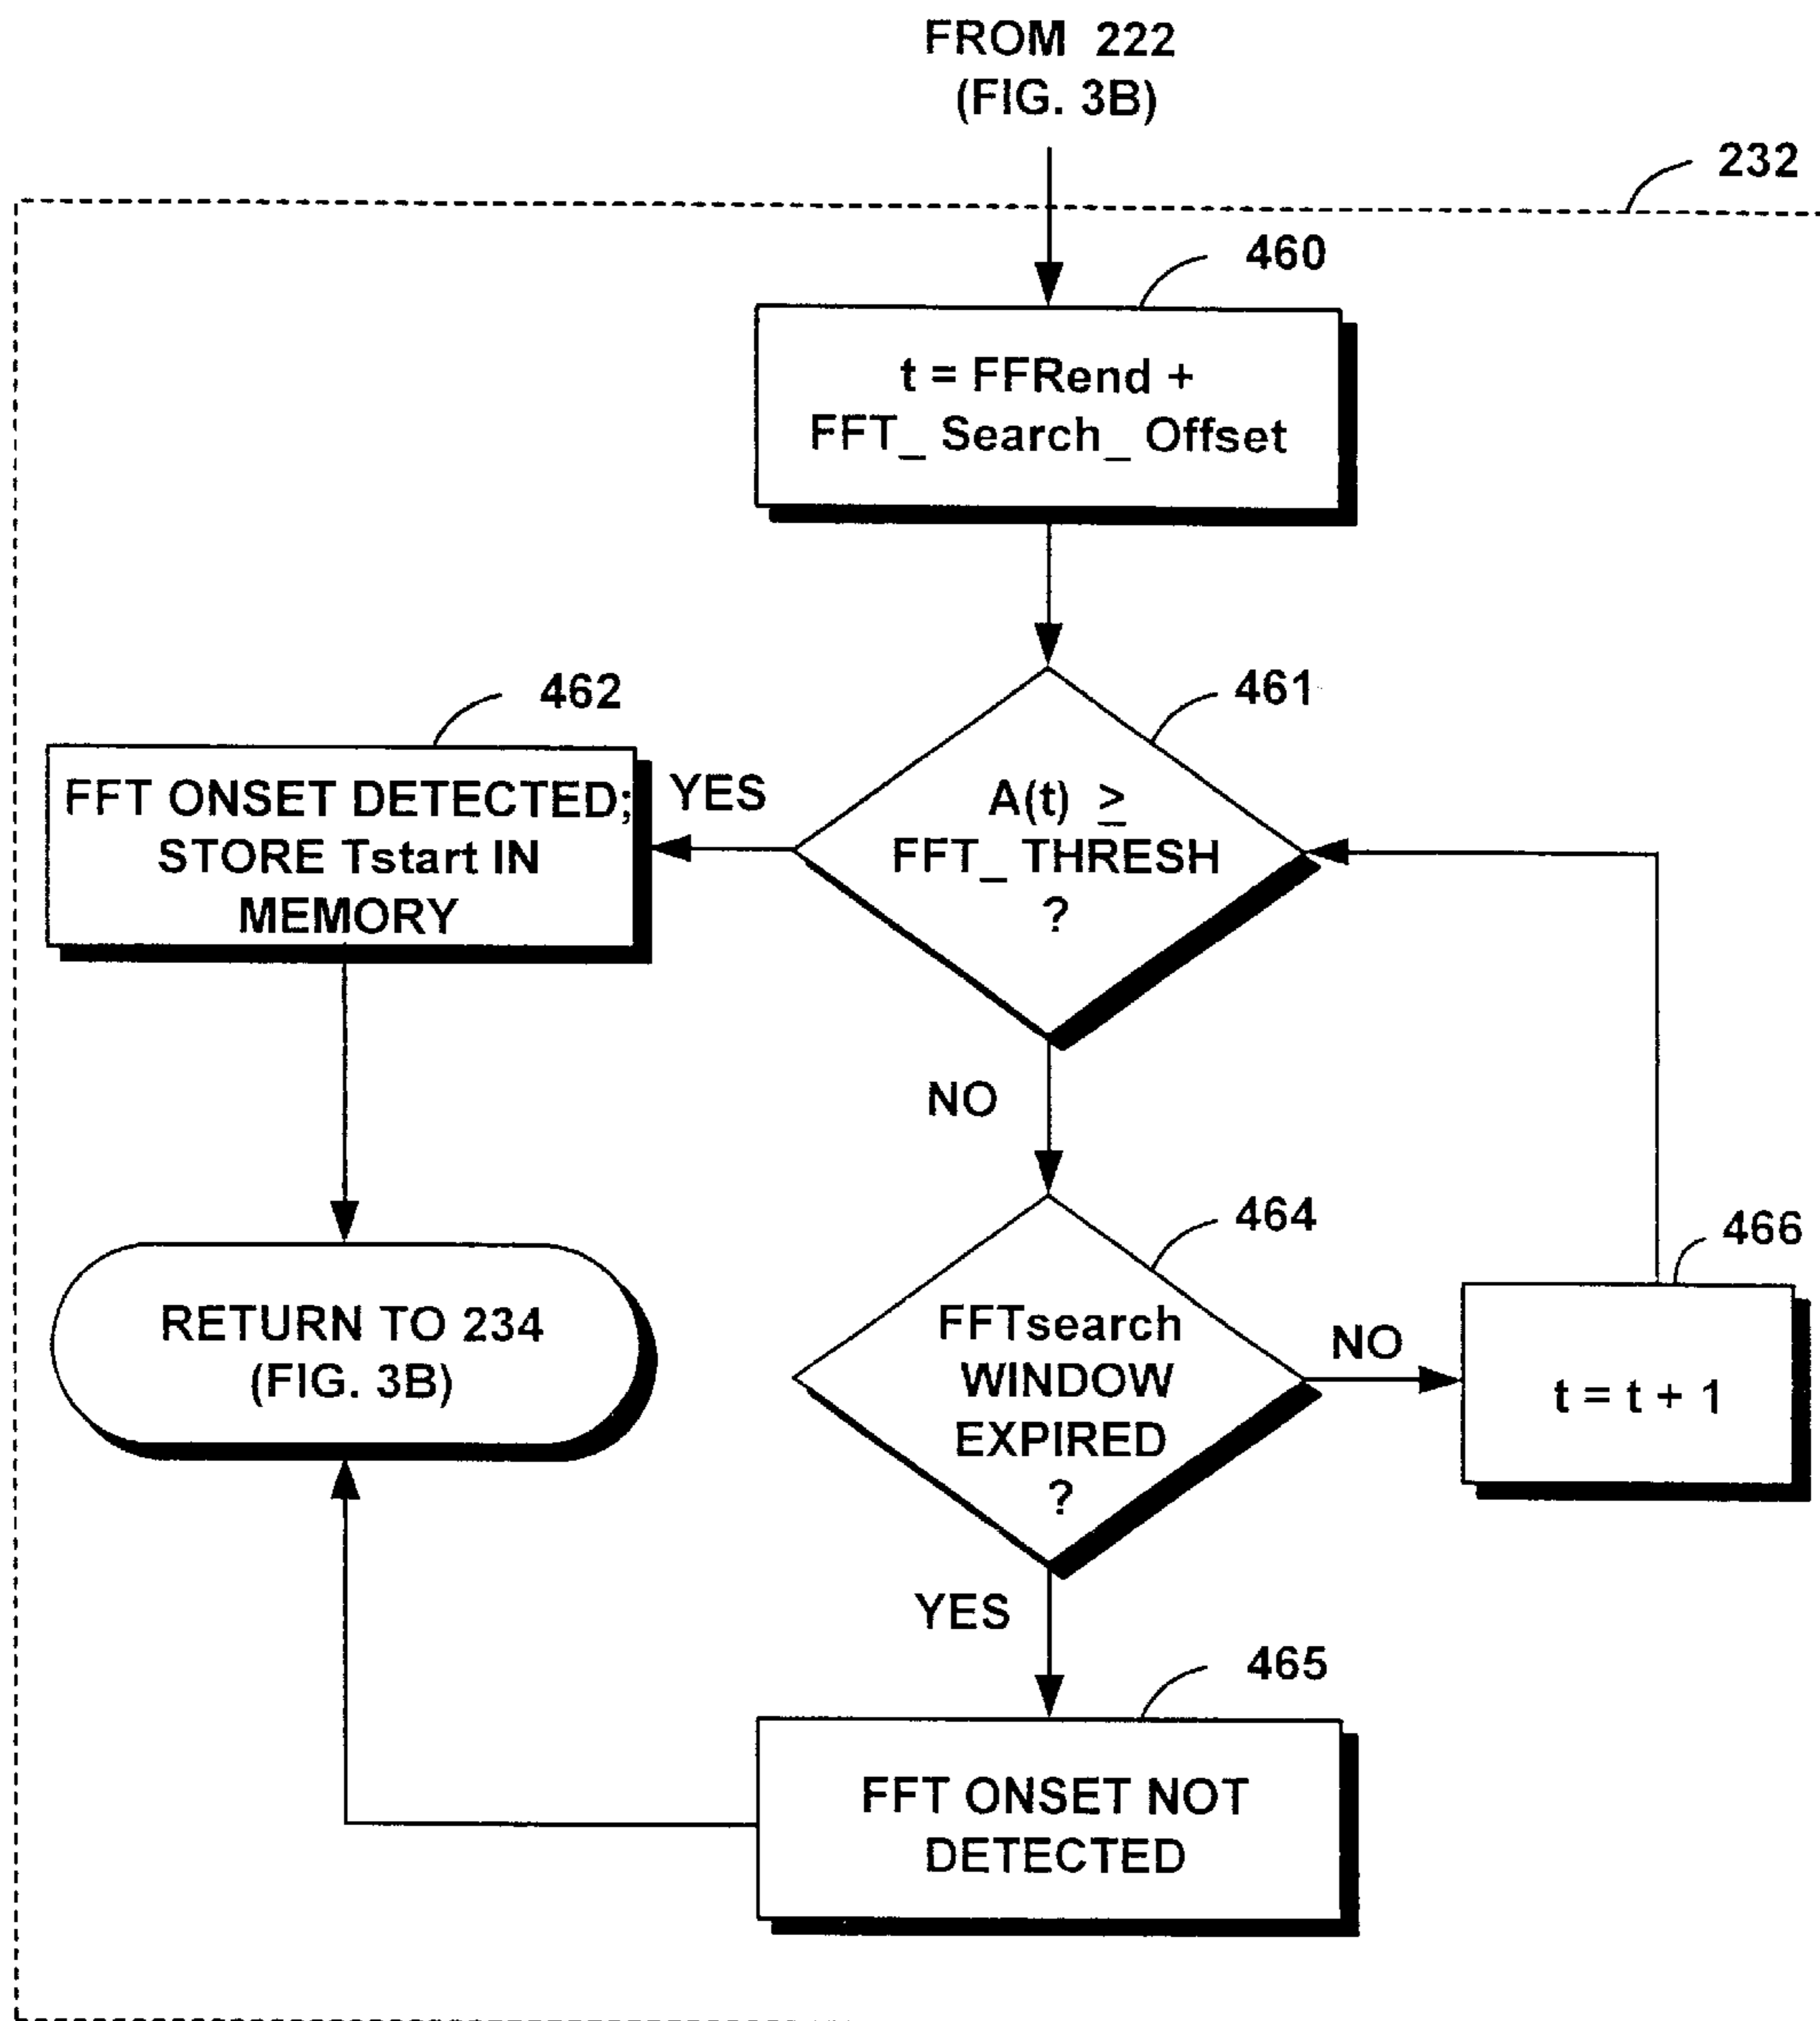 FROM 222
(FIG. 3B)
232
460
t = FFRend +
FFT_ Search_ Offset
461
A(t) ≥
FFT_ THRESH
?
YES
462
FFT ONSET DETECTED;
STORE Tstart IN
MEMORY
NO
464
FFTsearch
WINDOW
EXPIRED
?
NO
466
t = t + 1
RETURN TO 234
(FIG. 3B)
YES
465
FFT ONSET NOT
DETECTED